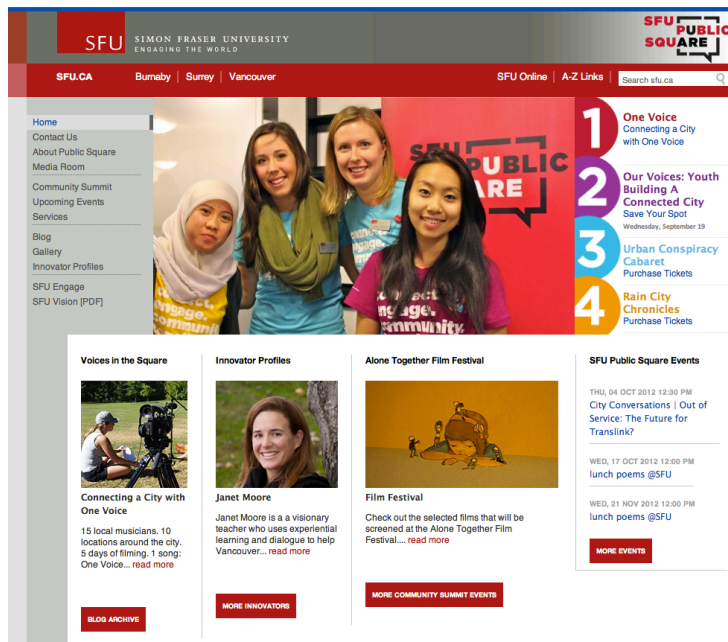 SFU
SIMON FRASER UNIVERSITY
ENGAGING THE WORLD
SFU PUBLIC
SQUARE
SFU.CA
Burnaby | Surrey | Vancouver
SFU Online | A-Z Links |
Search sfu.ca
Home
Contact Us
About Public Square
Media Room
Community Summit
Upcoming Events
Services
Blog
Gallery
Innovator Profiles
SFU Engage
SFU Vision [PDF]
SFU PUBLIC
engage.
community.
connect.
engage.
community.
1
One Voice
Connecting a City
with One Voice
2
Our Voices: Youth
Building A
Connected City
Save Your Spot
Wednesday, September 19
3
Urban Conspiracy
Cabaret
Purchase Tickets
4
Rain City
Chronicles
Purchase Tickets
Voices in the Square
Connecting a City with
One Voice
15 local musicians. 10
locations around the city.
5 days of filming. 1 song:
One Voice... read more
BLOG ARCHIVE
Innovator Profiles
Janet Moore
Janet Moore is a a visionary
teacher who uses experiential
learning and dialogue to help
Vancouver... read more
MORE INNOVATORS
Alone Together Film Festival
Film Festival
Check out the selected films that will be
screened at the Alone Together Film
Festival.... read more
MORE COMMUNITY SUMMIT EVENTS
SFU Public Square Events
THU, 04 OCT 2012 12:30 PM
City Conversations | Out of
Service: The Future for
Translink?
WED, 17 OCT 2012 12:00 PM
lunch poems @SFU
WED, 21 NOV 2012 12:00 PM
lunch poems @SFU
MORE EVENTS